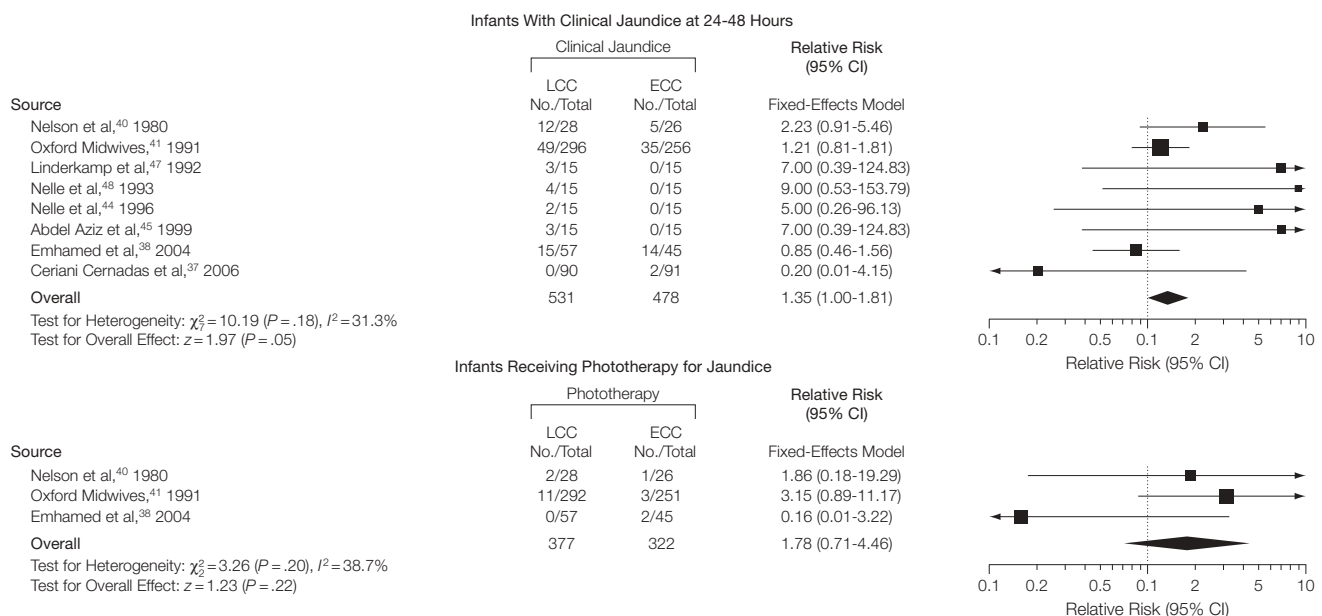 Infants With Clinical Jaundice at 24-48 Hours
Clinical Jaundice Relative Risk
(95% CI)
LCC ECC
Source No./Total No./Total Fixed-Effects Model
Nelson et al,40 1980 12/28 5/26 2.23 (0.91-5.46)
Oxford Midwives,41 1991 49/296 35/256 1.21 (0.81-1.81)
Linderkamp et al,47 1992 3/15 0/15 7.00 (0.39-124.83)
Nelle et al,48 1993 4/15 0/15 9.00 (0.53-153.79)
Nelle et al,44 1996 2/15 0/15 5.00 (0.26-96.13)
Abdel Aziz et al,45 1999 3/15 0/15 7.00 (0.39-124.83)
Emhamed et al,38 2004 15/57 14/45 0.85 (0.46-1.56)
Ceriani Cernadas et al,37 2006 0/90 2/91 0.20 (0.01-4.15)
Overall 531 478 1.35 (1.00-1.81)
Test for Heterogeneity: χ²₇ = 10.19 (P = .18), I² = 31.3%
Test for Overall Effect: z = 1.97 (P = .05)
0.1 0.2 0.5 0.1 5 10
Relative Risk (95% CI)
Infants Receiving Phototherapy for Jaundice
Phototherapy Relative Risk
(95% CI)
LCC ECC
Source No./Total No./Total Fixed-Effects Model
Nelson et al,40 1980 2/28 1/26 1.86 (0.18-19.29)
Oxford Midwives,41 1991 11/292 3/251 3.15 (0.89-11.17)
Emhamed et al,38 2004 0/57 2/45 0.16 (0.01-3.22)
Overall 377 322 1.78 (0.71-4.46)
Test for Heterogeneity: χ²₂ = 3.26 (P = .20), I² = 38.7%
Test for Overall Effect: z = 1.23 (P = .22)
0.1 0.2 0.5 0.1 5 10
Relative Risk (95% CI)